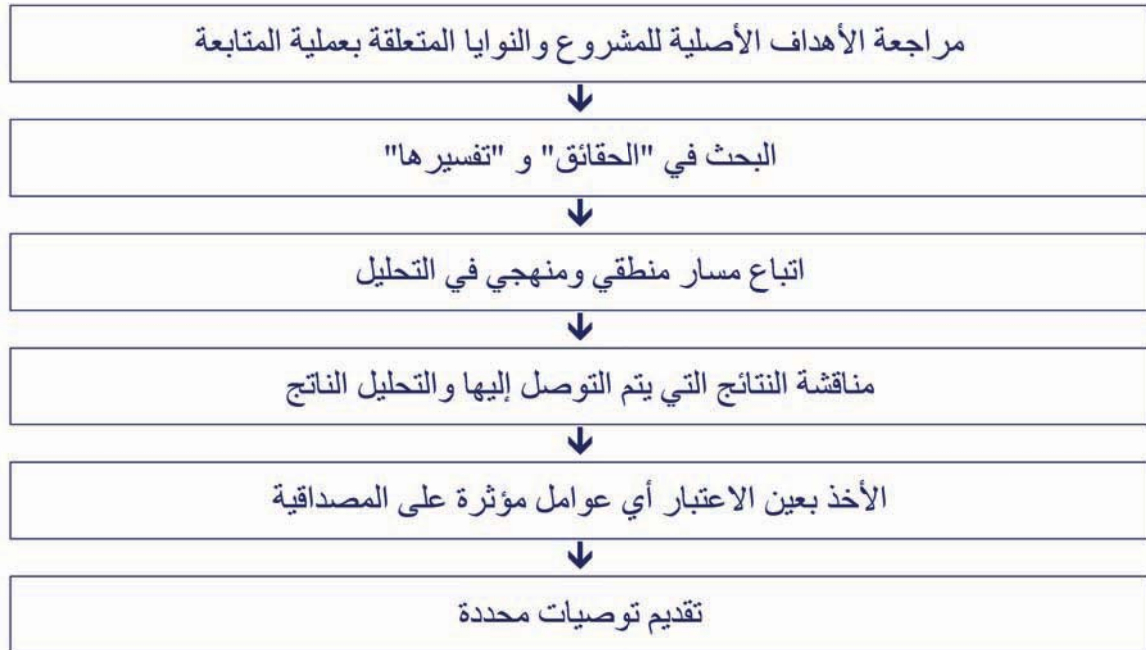 مراجعة الأهداف الأصلية للمشروع والنوايا المتعلقة بعملية المتابعة
البحث في "الحقائق" و "تفسيرها"
اتباع مسار منطقي ومنهجي في التحليل
مناقشة النتائج التي يتم التوصل إليها والتحليل الناتج
الأخذ بعين الاعتبار أي عوامل مؤثرة على المصداقية
تقديم توصيات محددة